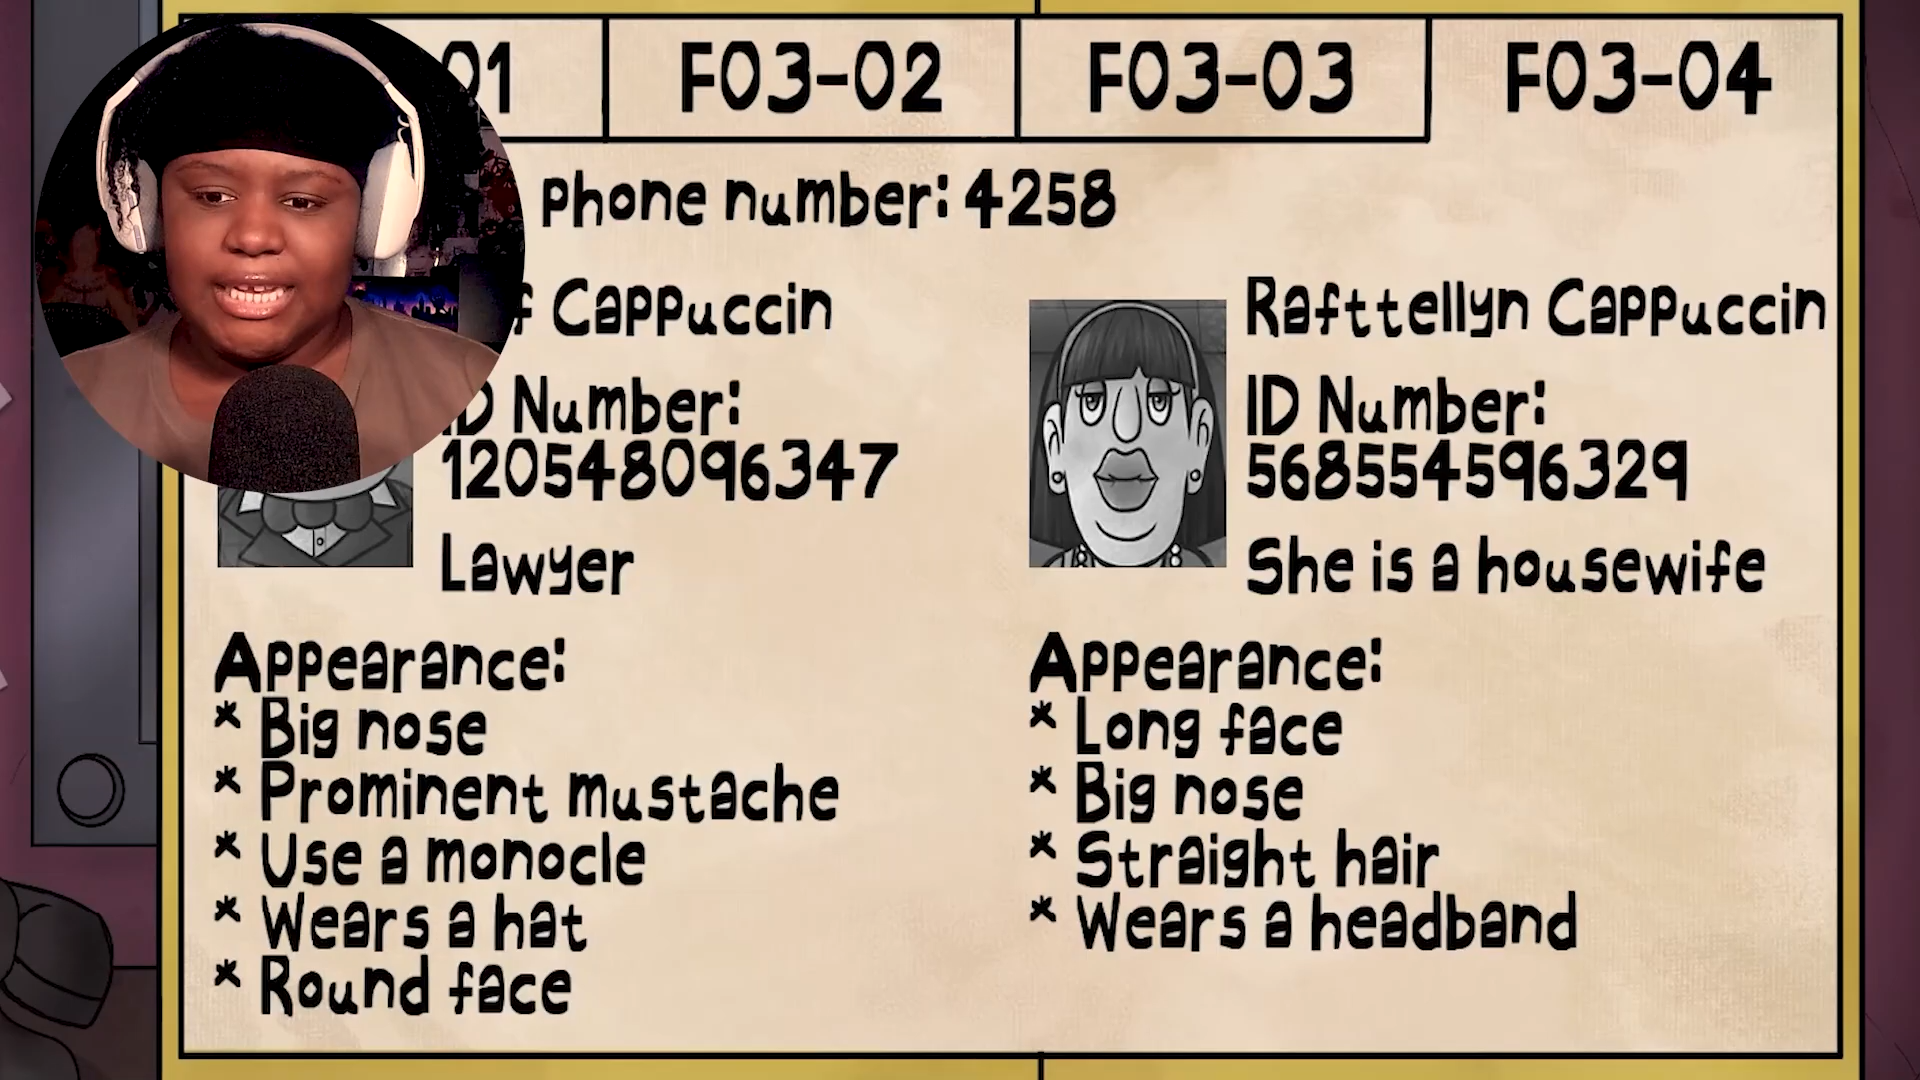 01 F03-02 F03-03 F03-04
Phone number: 4258
Cappuccin
ID Number:
120548096347
Lawyer
Appearance:
* Big nose
* Prominent mustache
* Use a monocle
* Wears a hat
* Round face
Rafttellyn Cappuccin
ID Number:
568554596329
She is a housewife
Appearance:
* Long face
* Big nose
* Straight hair
* Wears a headband